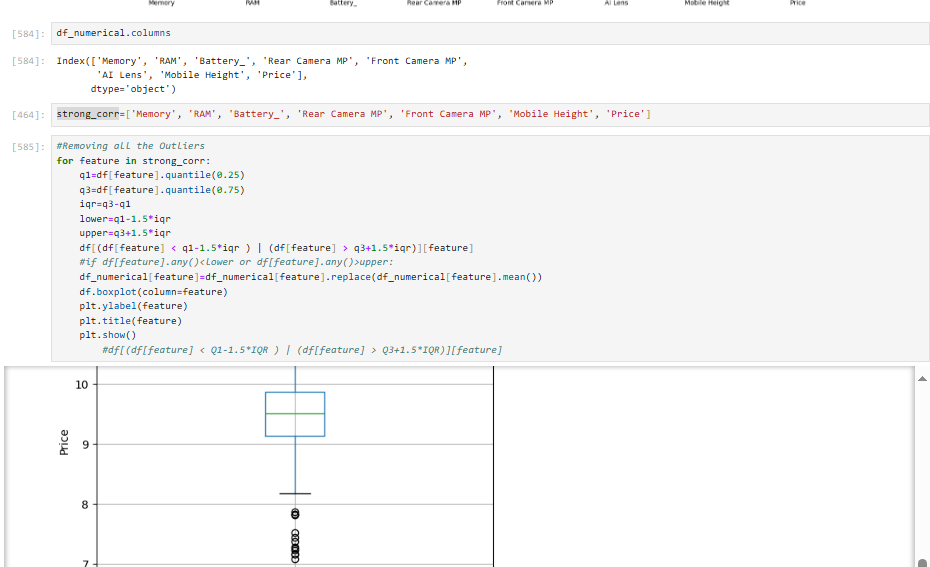 Memory RAM Battery_ Rear Camera MP Front Camera MP AI Lens Mobile Height Price
[584]: df_numerical.columns
[584]: Index(['Memory', 'RAM', 'Battery_', 'Rear Camera MP', 'Front Camera MP',
'AI Lens', 'Mobile Height', 'Price'],
dtype='object')
[464]: strong_corr=['Memory', 'RAM', 'Battery_', 'Rear Camera MP', 'Front Camera MP', 'Mobile Height', 'Price']
[585]: #Removing all the Outliers
for feature in strong_corr:
q1=df[feature].quantile(0.25)
q3=df[feature].quantile(0.75)
iqr=q3-q1
lower=q1-1.5*iqr
upper=q3+1.5*iqr
df[(df[feature] < q1-1.5*iqr ) | (df[feature] > q3+1.5*iqr)][feature]
#if df[feature].any()<lower or df[feature].any()>upper:
df_numerical[feature]=df_numerical[feature].replace(df_numerical[feature].mean())
df.boxplot(column=feature)
plt.ylabel(feature)
plt.title(feature)
plt.show()
#df[(df[feature] < Q1-1.5*IQR ) | (df[feature] > Q3+1.5*IQR)][feature]
10
Price
9
8
7